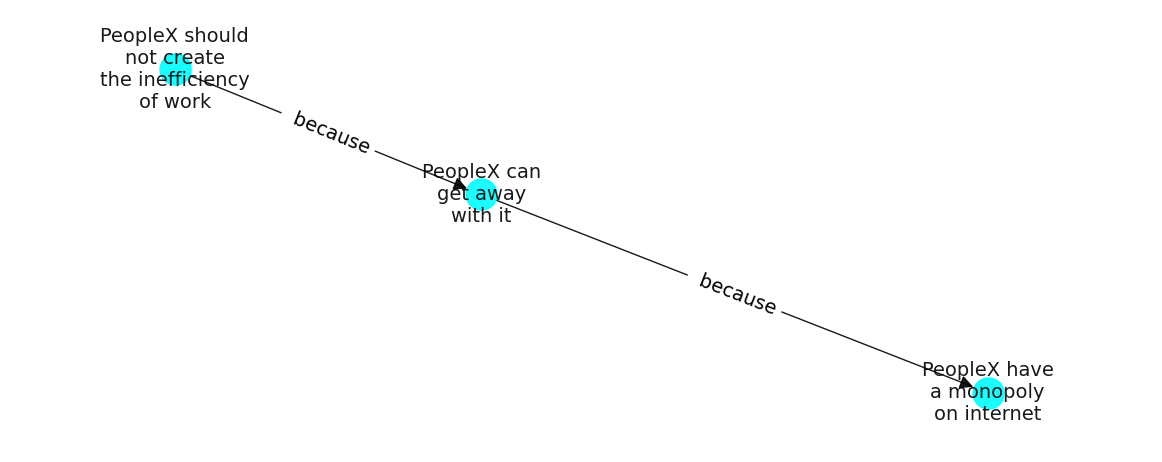 PeopleX should
not create
the inefficiency
of work
because
PeopleX can
get away
with it
because
PeopleX have
a monopoly
on internet